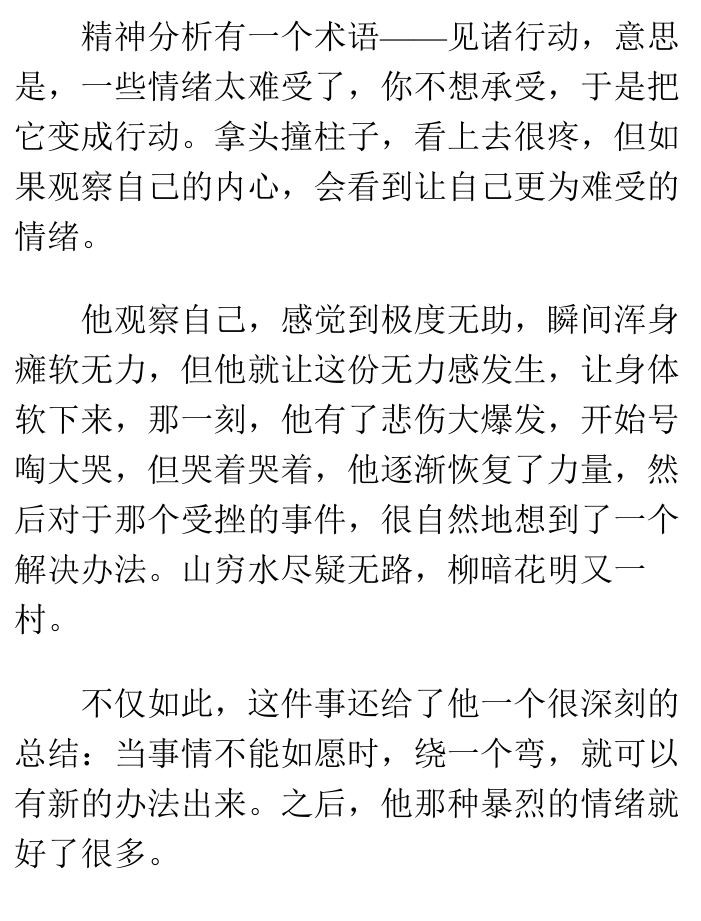 精神分析有一个术语——见诸行动，意思
是，一些情绪太难受了，你不想承受，于是把
它变成行动。拿头撞柱子，看上去很疼，但如
果观察自己的内心，会看到让自己更为难受的
情绪。
他观察自己，感觉到极度无助，瞬间浑身
瘫软无力，但他就让这份无力感发生，让身体
软下来，那一刻，他有了悲伤大爆发，开始号
啕大哭，但哭着哭着，他逐渐恢复了力量，然
后对于那个受挫的事件，很自然地想到了一个
解决办法。山穷水尽疑无路，柳暗花明又一
村。
不仅如此，这件事还给了他一个很深刻的
总结：当事情不能如愿时，绕一个弯，就可以
有新的办法出来。之后，他那种暴烈的情绪就
好了很多。